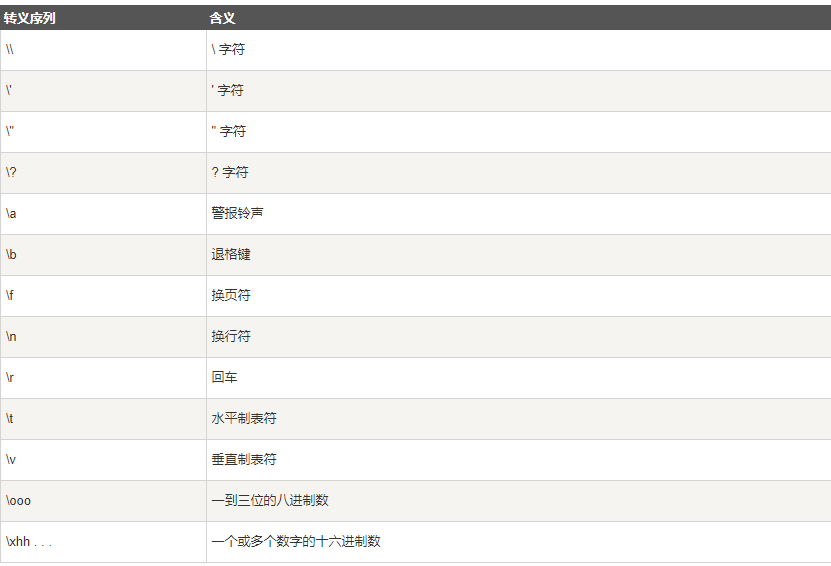 转义序列 含义
\\ \ 字符
\' ' 字符
\" " 字符
\? ? 字符
\a 警报铃声
\b 退格键
\f 换页符
\n 换行符
\r 回车
\t 水平制表符
\v 垂直制表符
\ooo 一到三位的八进制数
\xhh . . . 一个或多个数字的十六进制数